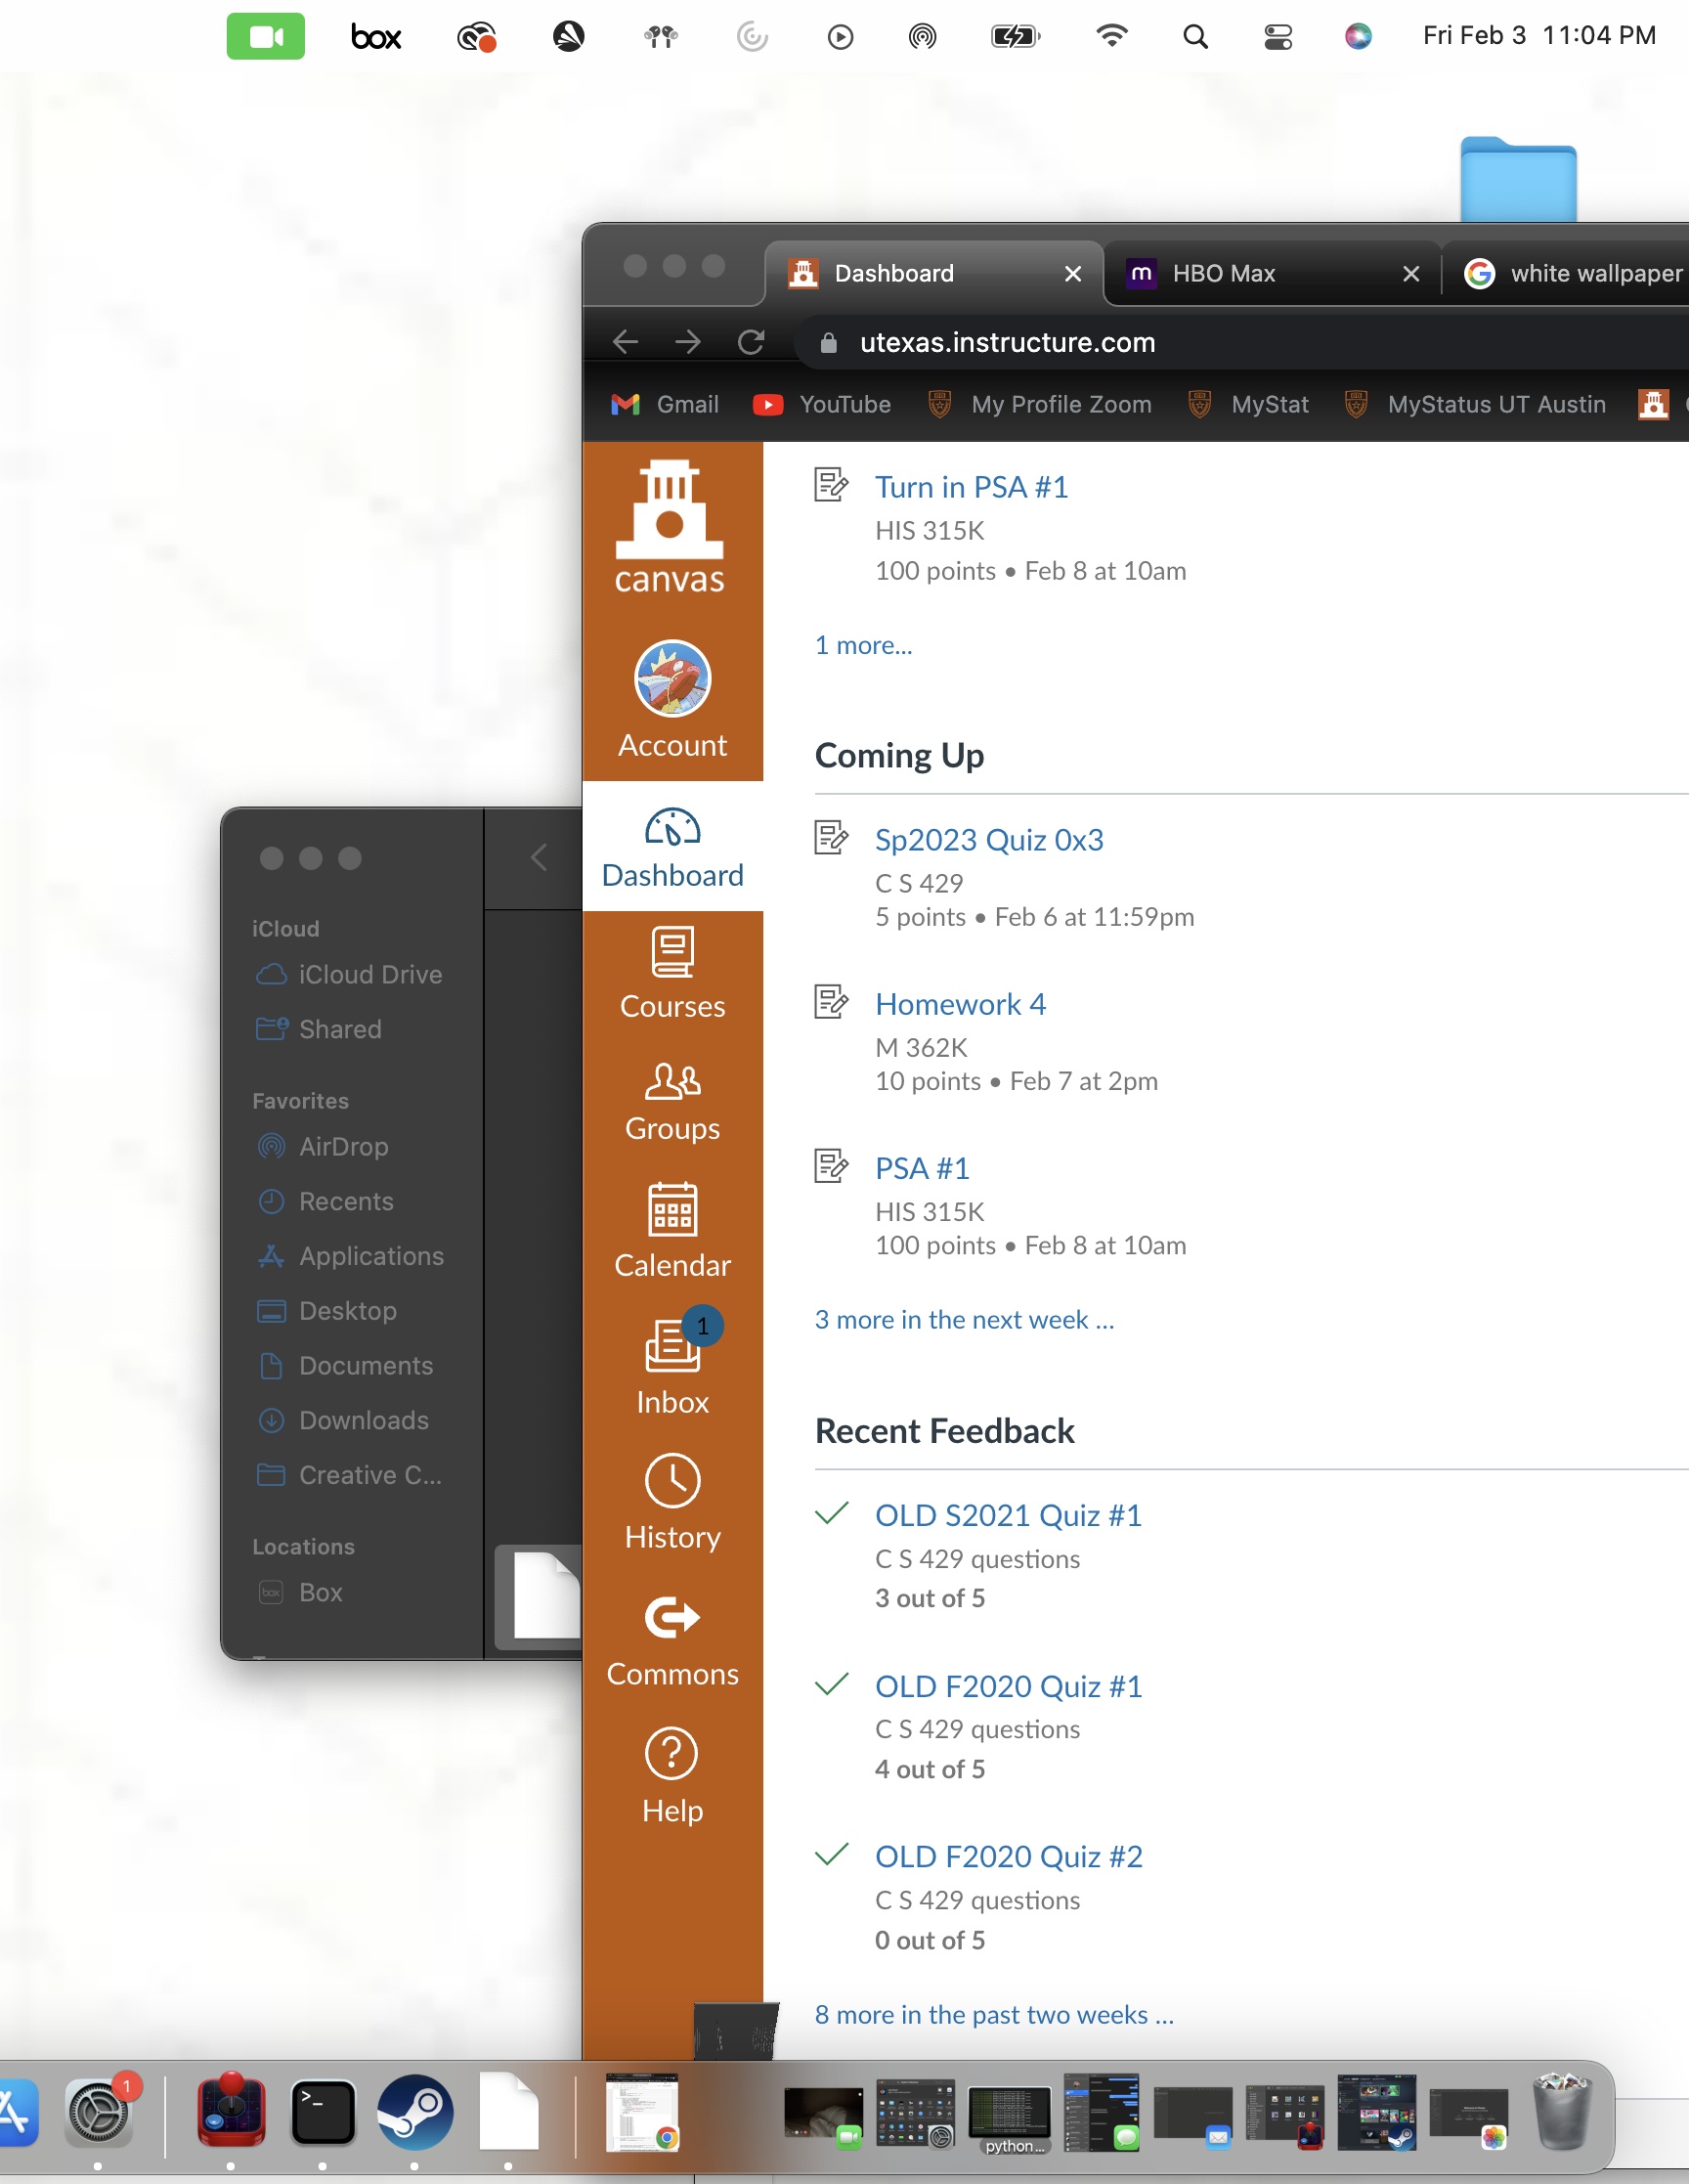 box
Fri Feb 3 11:04 PM
Dashboard
HBO Max
white wallpaper
utexas.instructure.com
Gmail
YouTube
My Profile Zoom
MyStat
MyStatus UT Austin
canvas
Account
Dashboard
Courses
Groups
Calendar
1
Inbox
History
Commons
Help
Turn in PSA #1
HIS 315K
100 points • Feb 8 at 10am
1 more...
Coming Up
Sp2023 Quiz 0x3
C S 429
5 points • Feb 6 at 11:59pm
Homework 4
M 362K
10 points • Feb 7 at 2pm
PSA #1
HIS 315K
100 points • Feb 8 at 10am
3 more in the next week ...
Recent Feedback
OLD S2021 Quiz #1
C S 429 questions
3 out of 5
OLD F2020 Quiz #1
C S 429 questions
4 out of 5
OLD F2020 Quiz #2
C S 429 questions
0 out of 5
8 more in the past two weeks ...
iCloud
iCloud Drive
Shared
Favorites
AirDrop
Recents
Applications
Desktop
Documents
Downloads
Creative C...
Locations
box
Box
1
>_
python ...